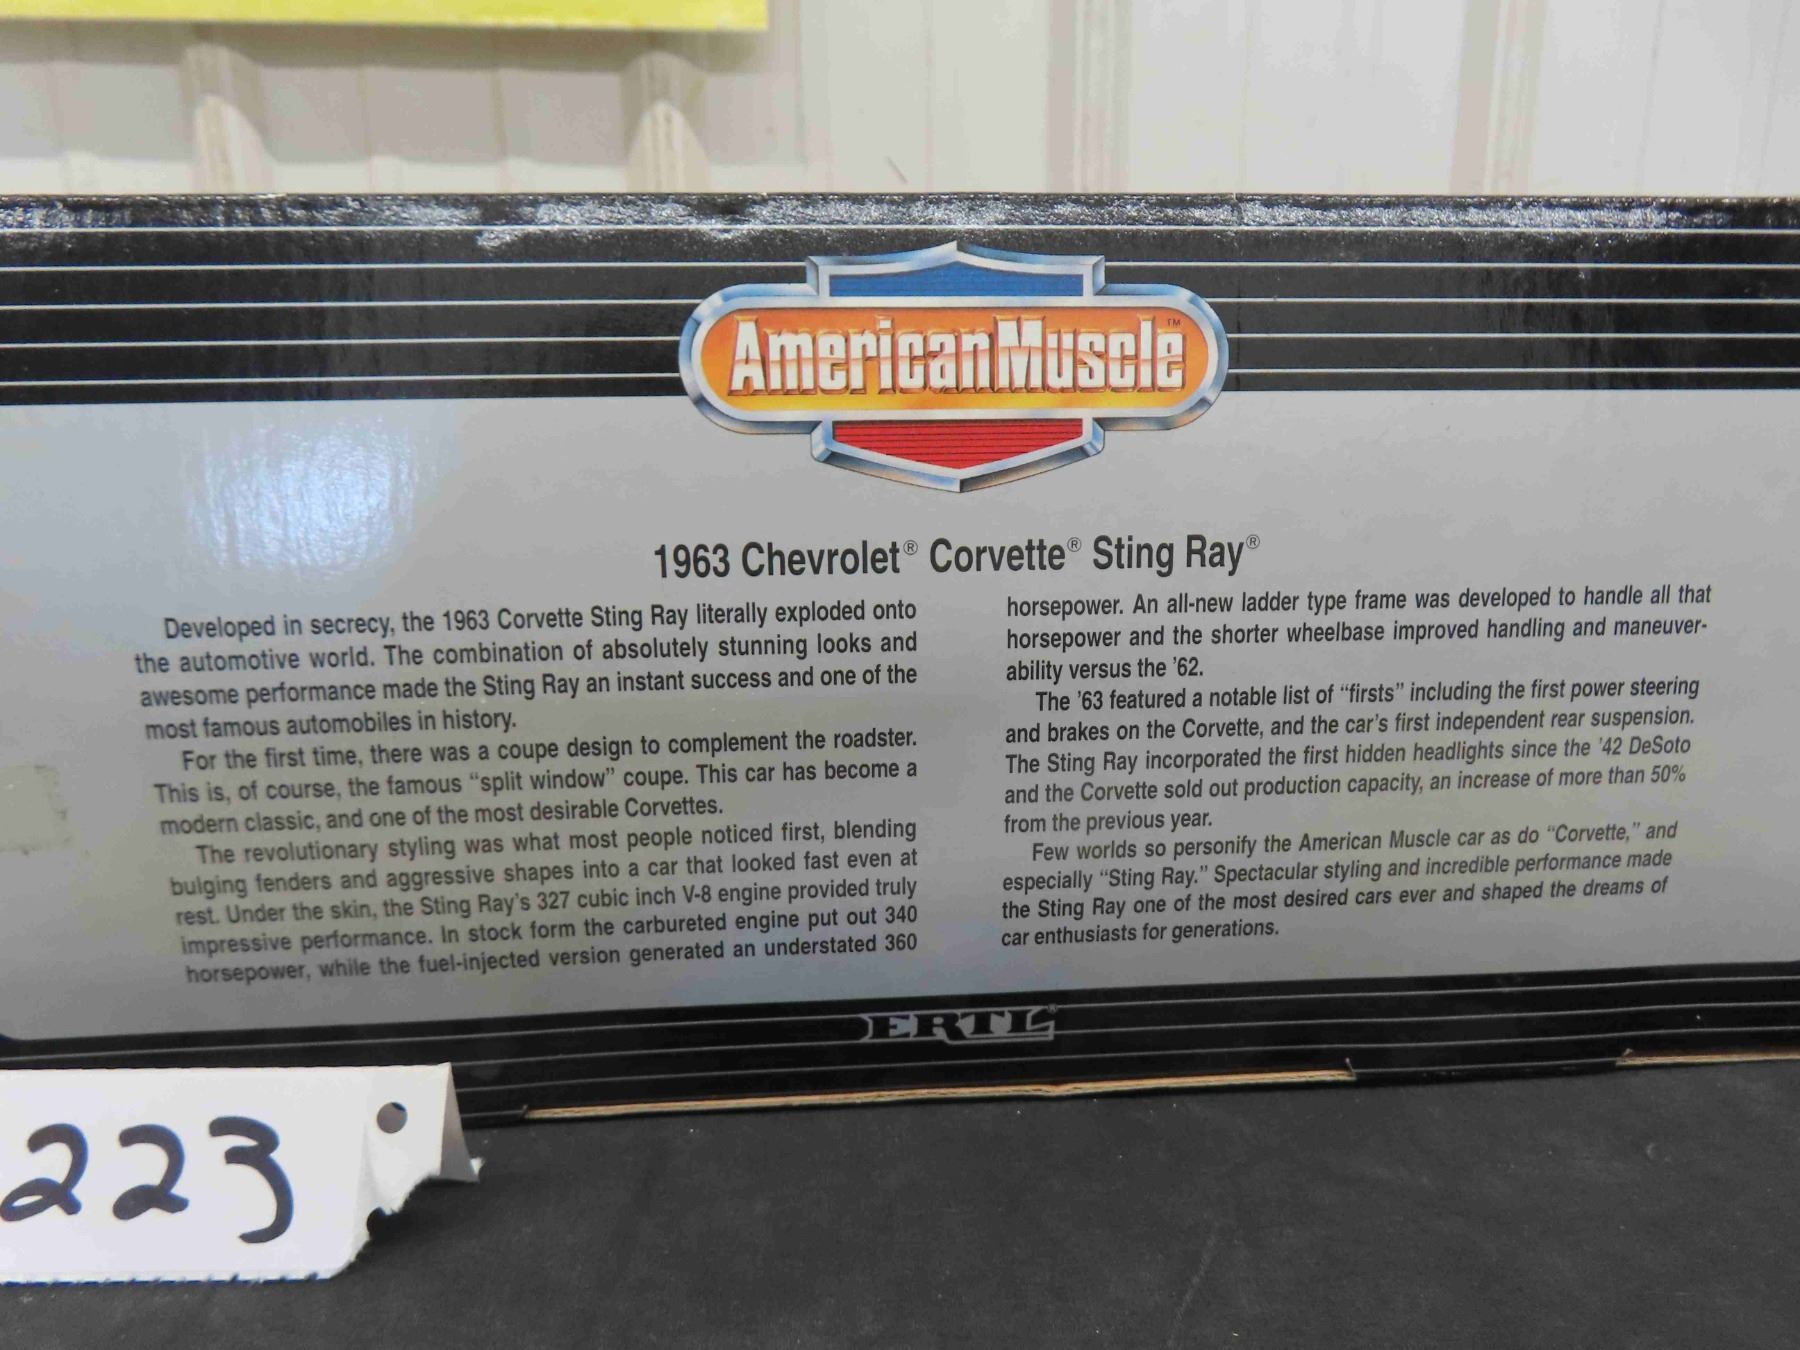 AmericanMuscle™
1963 Chevrolet® Corvette® Sting Ray®
Developed in secrecy, the 1963 Corvette Sting Ray literally exploded onto
the automotive world. The combination of absolutely stunning looks and
awesome performance made the Sting Ray an instant success and one of the
most famous automobiles in history.
For the first time, there was a coupe design to complement the roadster.
This is, of course, the famous “split window” coupe. This car has become a
modern classic, and one of the most desirable Corvettes.
The revolutionary styling was what most people noticed first, blending
bulging fenders and aggressive shapes into a car that looked fast even at
rest. Under the skin, the Sting Ray’s 327 cubic inch V-8 engine provided truly
impressive performance. In stock form the carbureted engine put out 340
horsepower, while the fuel-injected version generated an understated 360
horsepower. An all-new ladder type frame was developed to handle all that
horsepower and the shorter wheelbase improved handling and maneuver-
ability versus the ’62.
The ’63 featured a notable list of “firsts” including the first power steering
and brakes on the Corvette, and the car’s first independent rear suspension.
The Sting Ray incorporated the first hidden headlights since the ’42 DeSoto
and the Corvette sold out production capacity, an increase of more than 50%
from the previous year.
Few worlds so personify the American Muscle car as do “Corvette,” and
especially “Sting Ray.” Spectacular styling and incredible performance made
the Sting Ray one of the most desired cars ever and shaped the dreams of
car enthusiasts for generations.
ERTL®
223